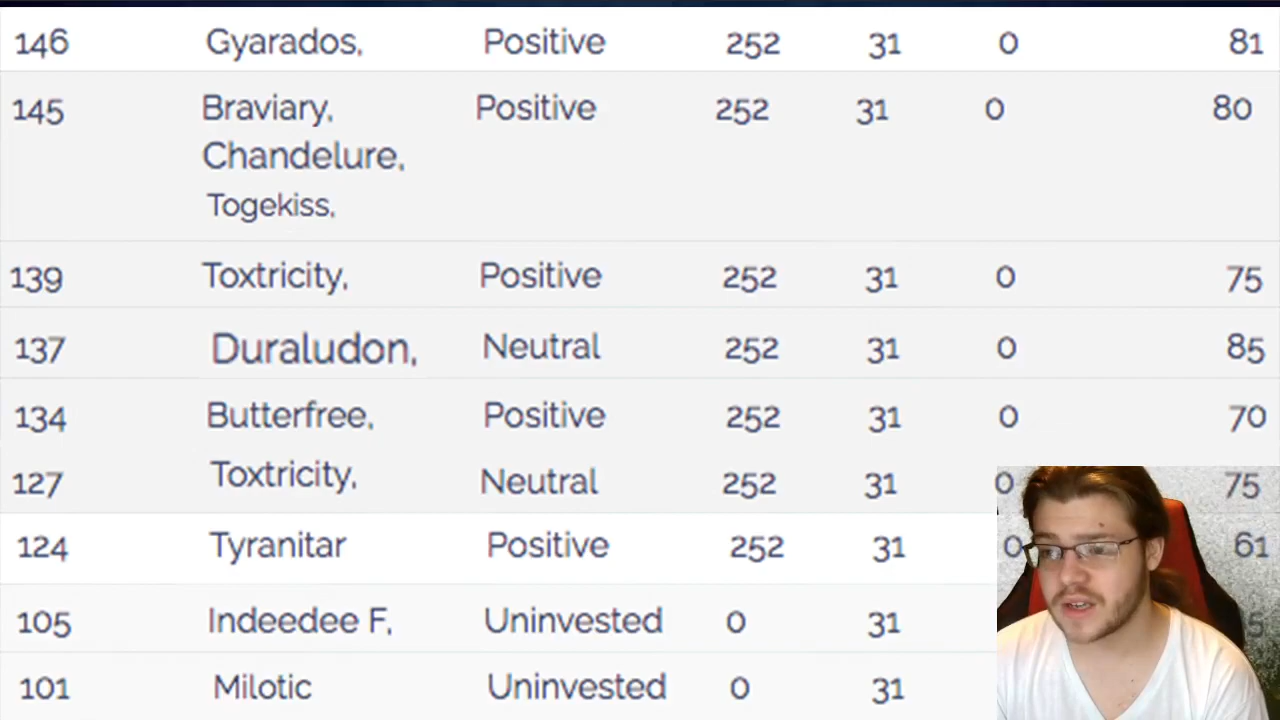 146 Gyarados, Positive 252 31 0 81
145 Braviary, Positive 252 31 0 80
Chandelure,
Togekiss,
139 Toxtricity, Positive 252 31 0 75
137 Duraludon, Neutral 252 31 0 85
134 Butterfree, Positive 252 31 0 70
127 Toxtricity, Neutral 252 31 0 75
124 Tyranitar Positive 252 31 0 61
105 Indeedee F, Uninvested 0 31
101 Milotic Uninvested 0 31